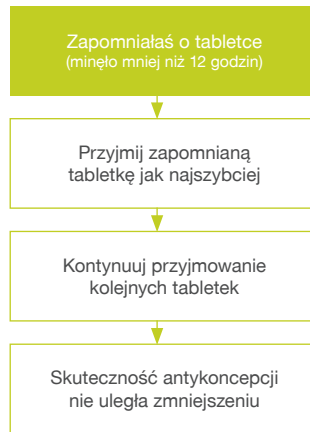 Zapomniałaś o tabletce
(minęło mniej niż 12 godzin)
Przyjmij zapomnianą
tabletkę jak najszybciej
Kontynuuj przyjmowanie
kolejnych tabletek
Skuteczność antykoncepcji
nie uległa zmniejszeniu